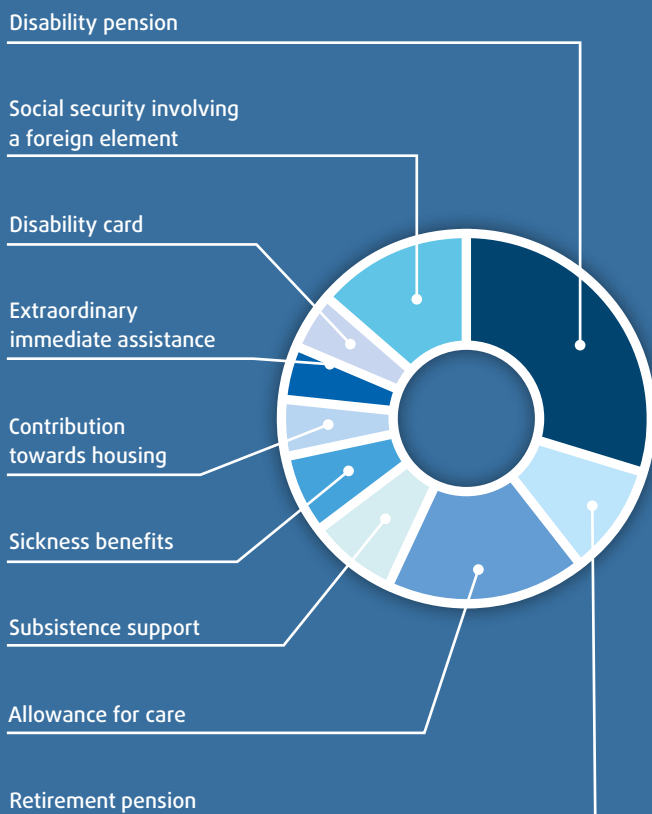 Disability pension
Social security involving
a foreign element
Disability card
Extraordinary
immediate assistance
Contribution
towards housing
Sickness benefits
Subsistence support
Allowance for care
Retirement pension